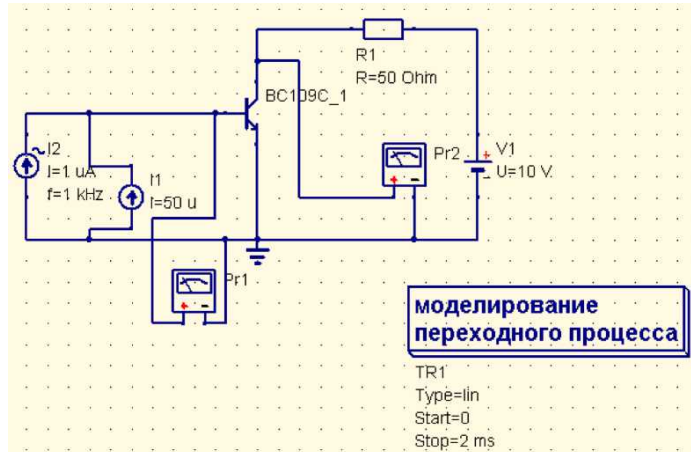 R1
R=50 Ohm
BC109C_1
I2
I=1 uA
f=1 kHz
I1
I=50 u
Pr2
V1
U=10 V
Pr1
моделирование
переходного процесса
TR1
Type=lin
Start=0
Stop=2 ms